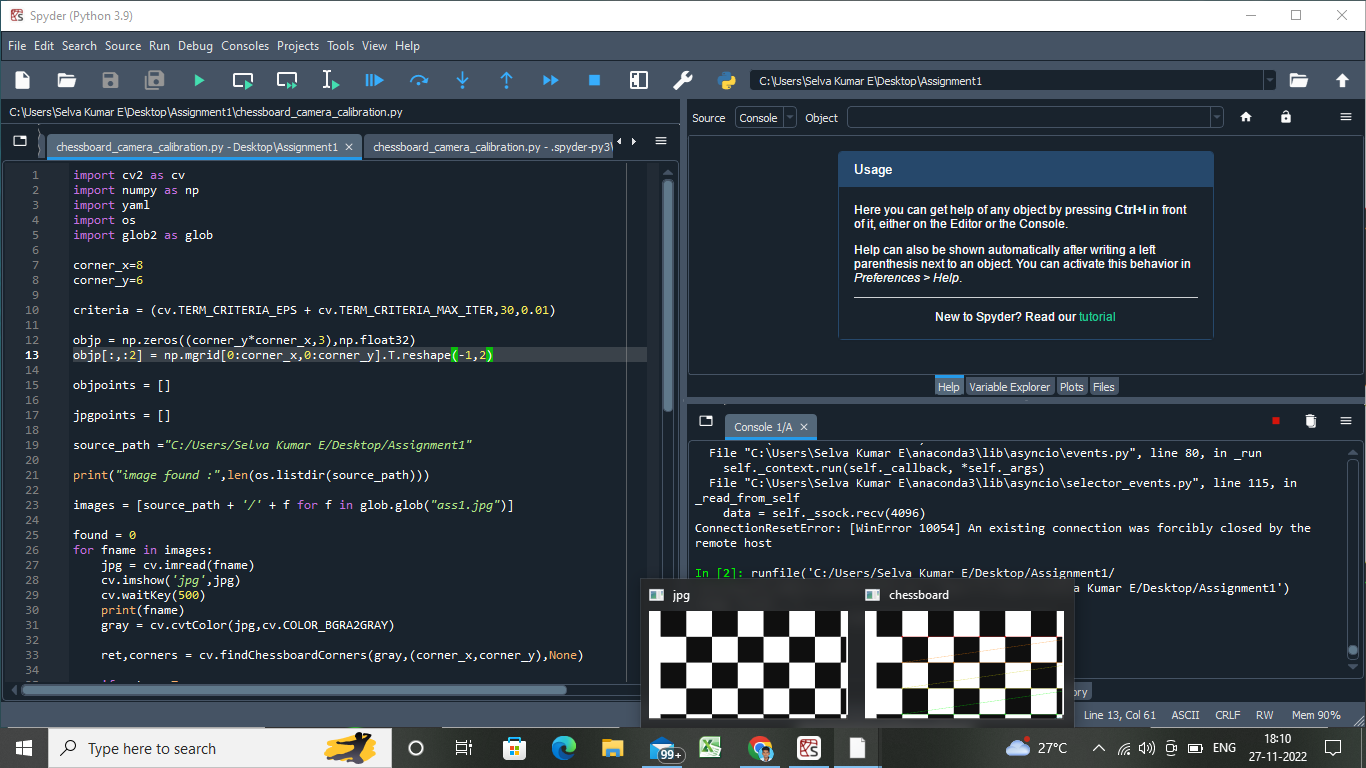 Spyder (Python 3.9)
File Edit Search Source Run Debug Consoles Projects Tools View Help
C:\Users\Selva Kumar E\Desktop\Assignment1
C:\Users\Selva Kumar E\Desktop\Assignment1\chessboard_camera_calibration.py
chessboard_camera_calibration.py - Desktop\Assignment1
chessboard_camera_calibration.py - .spyder-py3\
1 import cv2 as cv
2 import numpy as np
3 import yaml
4 import os
5 import glob2 as glob
6
7 corner_x=8
8 corner_y=6
9
10 criteria = (cv.TERM_CRITERIA_EPS + cv.TERM_CRITERIA_MAX_ITER,30,0.01)
11
12 objp = np.zeros((corner_y*corner_x,3),np.float32)
13 objp[:,:2] = np.mgrid[0:corner_x,0:corner_y].T.reshape(-1,2)
14
15 objpoints = []
16
17 jpgpoints = []
18
19 source_path ="C:/Users/Selva Kumar E/Desktop/Assignment1"
20
21 print("image found :",len(os.listdir(source_path)))
22
23 images = [source_path + '/' + f for f in glob.glob("ass1.jpg")]
24
25 found = 0
26 for fname in images:
27 jpg = cv.imread(fname)
28 cv.imshow('jpg',jpg)
29 cv.waitKey(500)
30 print(fname)
31 gray = cv.cvtColor(jpg,cv.COLOR_BGRA2GRAY)
32
33 ret,corners = cv.findChessboardCorners(gray,(corner_x,corner_y),None)
34
Source Console Object
Usage
Here you can get help of any object by pressing Ctrl+I in front
of it, either on the Editor or the Console.
Help can also be shown automatically after writing a left
parenthesis next to an object. You can activate this behavior in
Preferences > Help.
New to Spyder? Read our tutorial
Help Variable Explorer Plots Files
Console 1/A
File "C:\Users\Selva Kumar E\anaconda3\lib\asyncio\events.py", line 80, in _run
self._context.run(self._callback, *self._args)
File "C:\Users\Selva Kumar E\anaconda3\lib\asyncio\selector_events.py", line 115, in
_read_from_self
data = self._ssock.recv(4096)
ConnectionResetError: [WinError 10054] An existing connection was forcibly closed by the
remote host
In [2]: runfile('C:/Users/Selva Kumar E/Desktop/Assignment1/
a Kumar E/Desktop/Assignment1')
jpg
chessboard
ory
Line 13, Col 61 ASCII CRLF RW Mem 90%
Type here to search
99+
27°C
ENG
18:10
27-11-2022